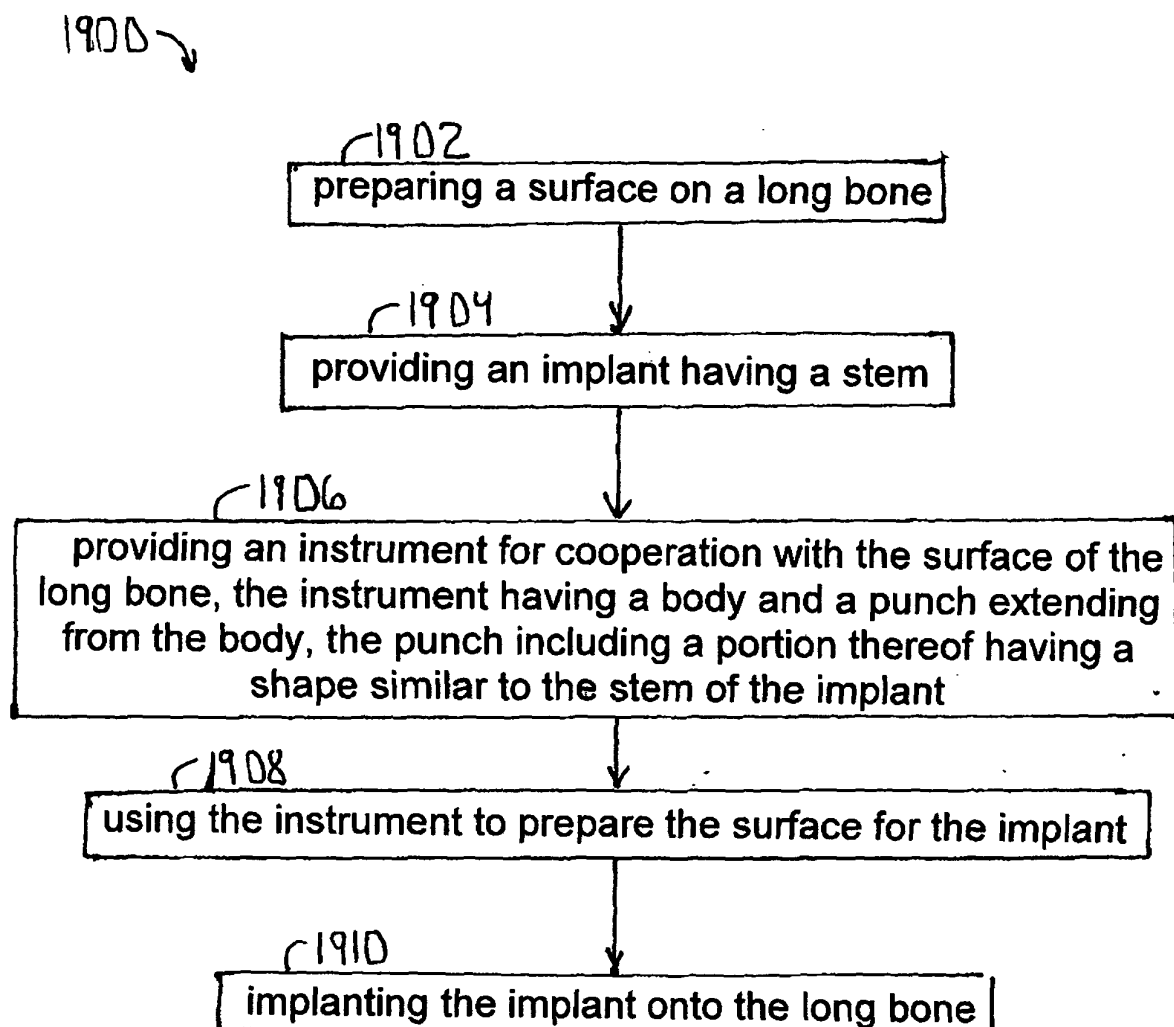 1900
1902
preparing a surface on a long bone
1904
providing an implant having a stem
1906
providing an instrument for cooperation with the surface of the
long bone, the instrument having a body and a punch extending
from the body, the punch including a portion thereof having a
shape similar to the stem of the implant
1908
using the instrument to prepare the surface for the implant
1910
implanting the implant onto the long bone